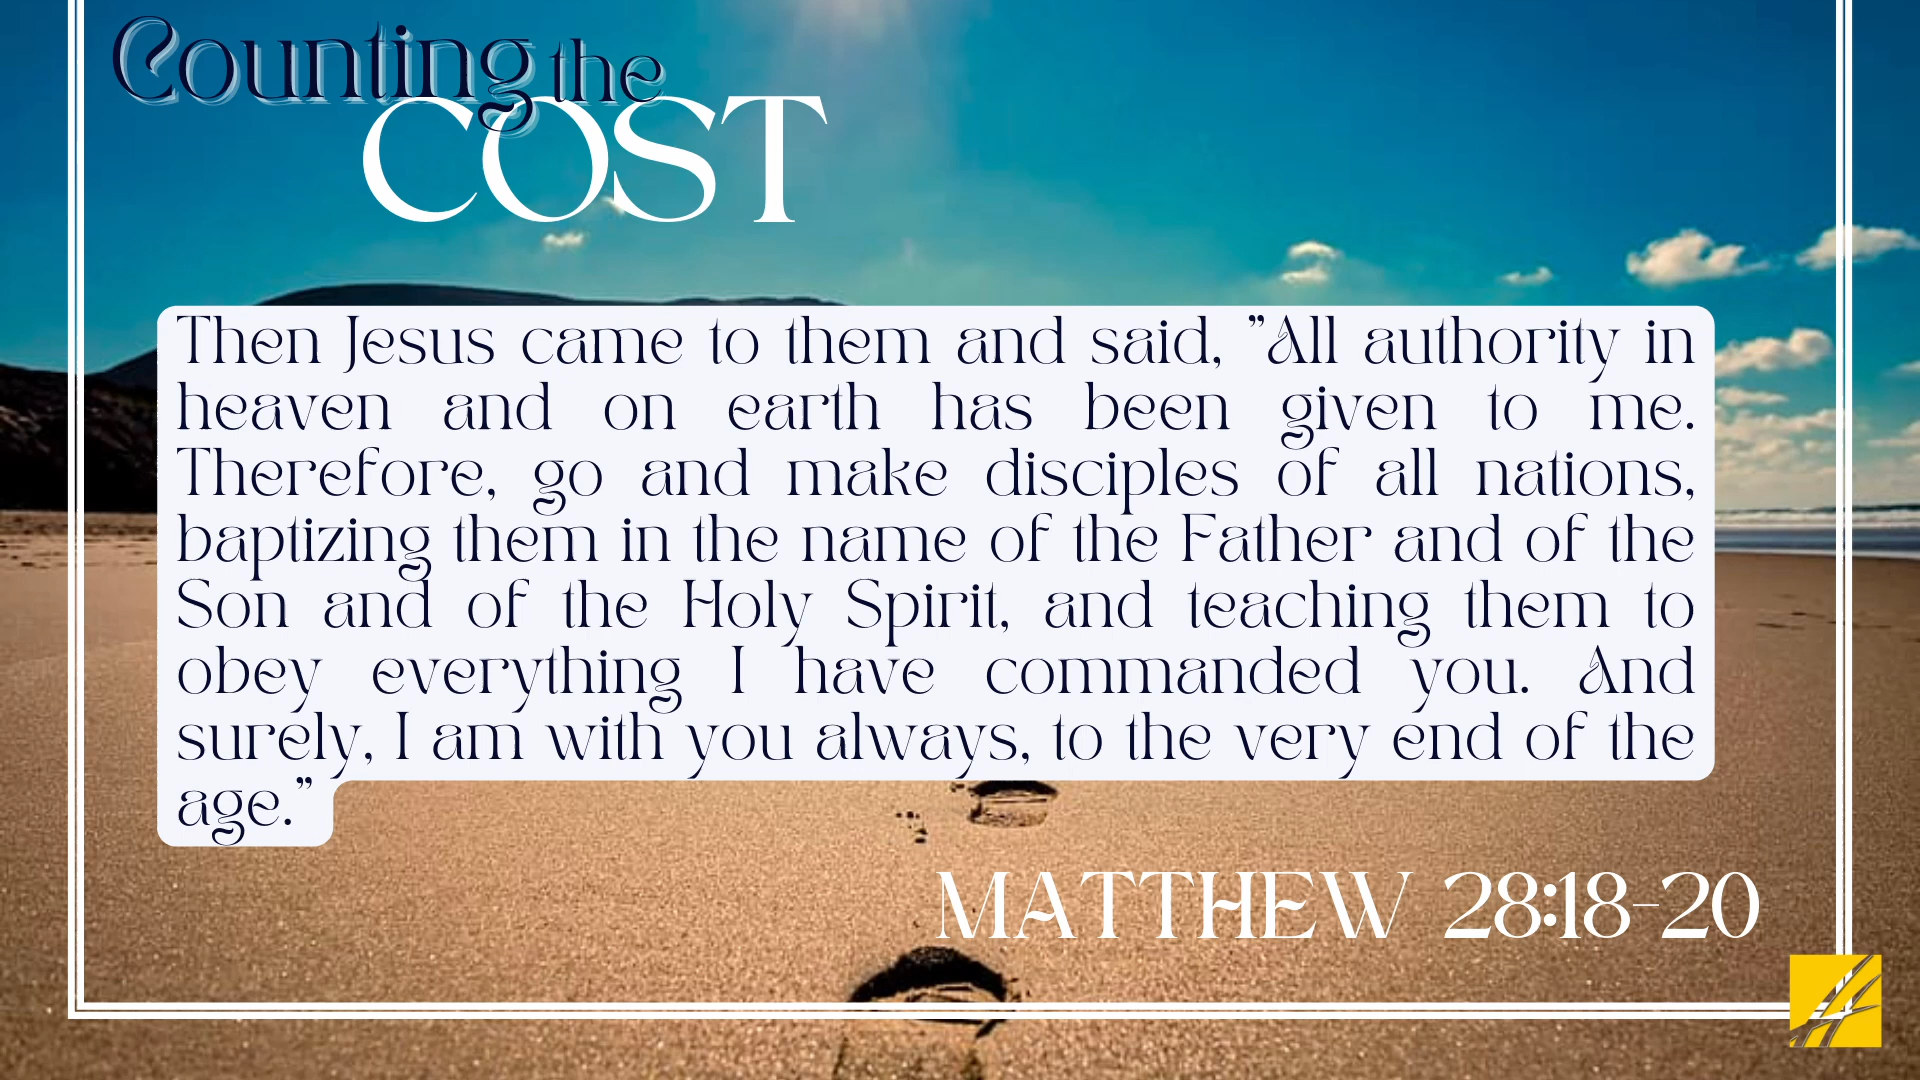 Counting the
COST
Then Jesus came to them and said, "All authority in
heaven and on earth has been given to me.
Therefore, go and make disciples of all nations,
baptizing them in the name of the Father and of the
Son and of the Holy Spirit, and teaching them to
obey everything I have commanded you. And
surely, I am with you always, to the very end of the
age."
MATTHEW 28:18-20